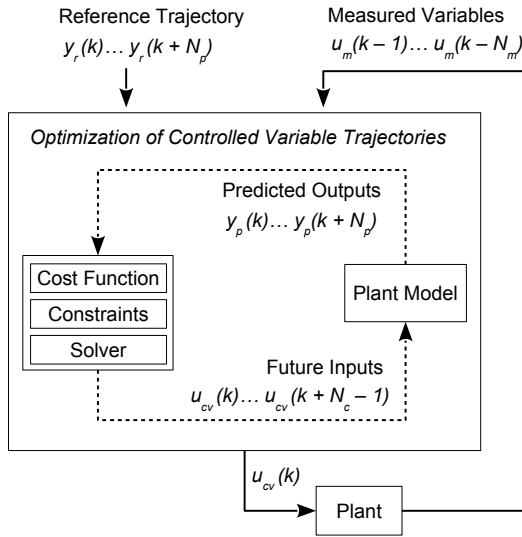 Reference Trajectory
y_r(k)… y_r(k + N_p)
Measured Variables
u_m(k – 1)… u_m(k – N_m)
Optimization of Controlled Variable Trajectories
Predicted Outputs
y_p(k)… y_p(k + N_p)
Cost Function
Constraints
Solver
Plant Model
Future Inputs
u_cv(k)… u_cv(k + N_c – 1)
u_cv(k)
Plant